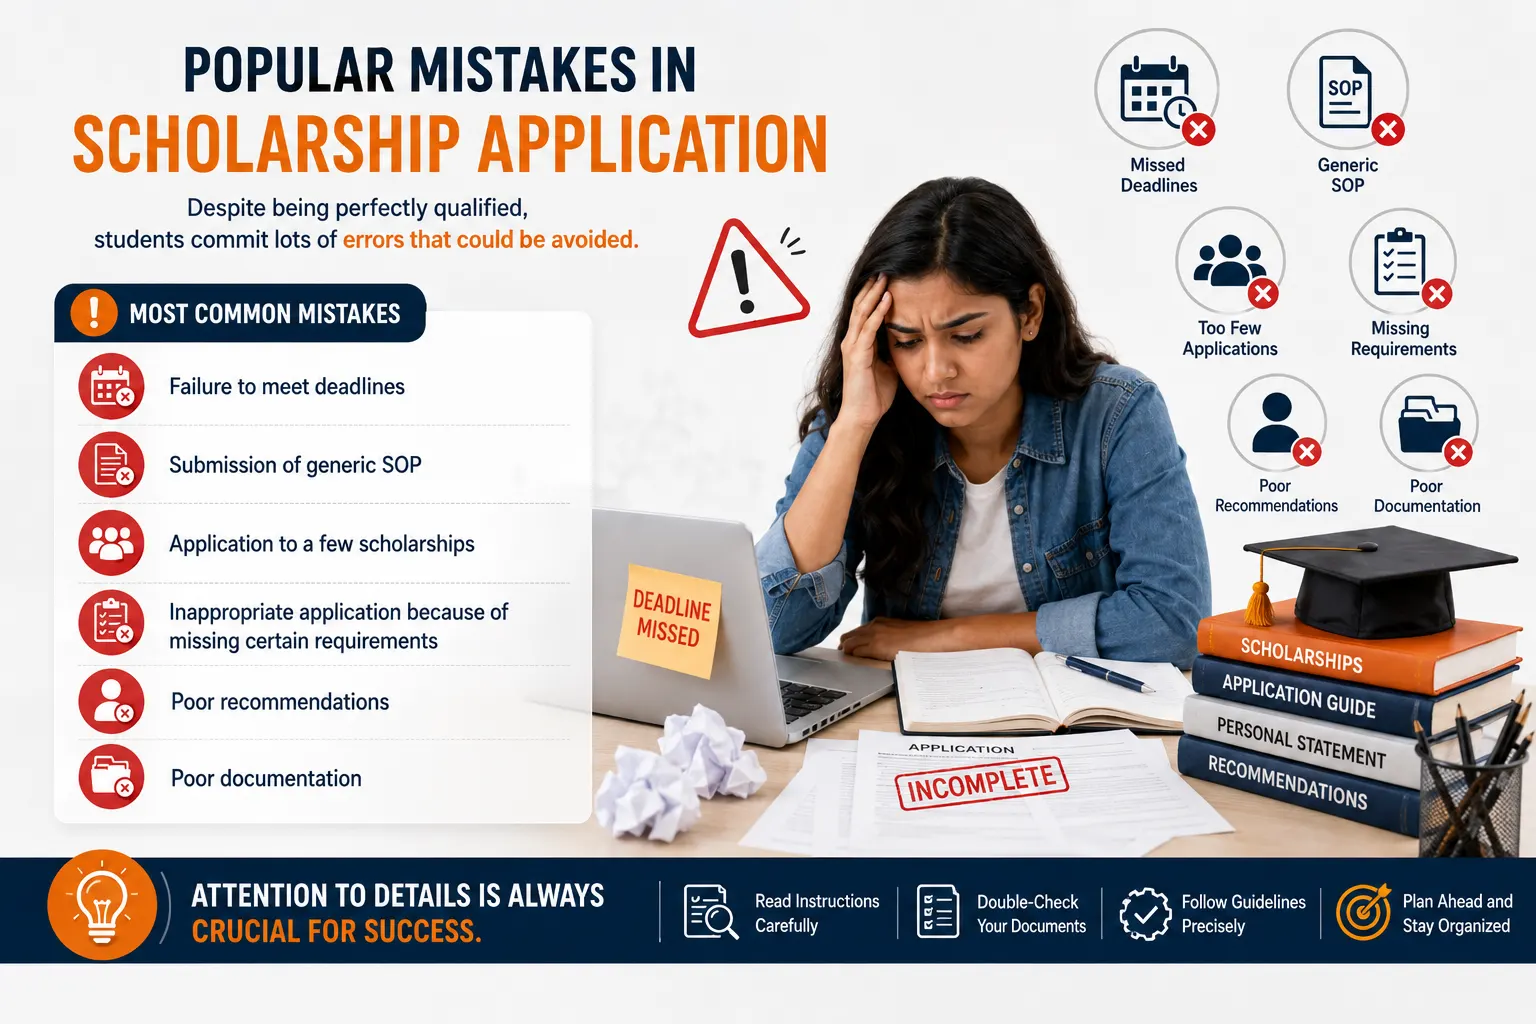 POPULAR MISTAKES IN
SCHOLARSHIP APPLICATION
Despite being perfectly qualified,
students commit lots of errors that could be avoided.
MOST COMMON MISTAKES
Failure to meet deadlines
Submission of generic SOP
Application to a few scholarships
Inappropriate application because of
missing certain requirements
Poor recommendations
Poor documentation
Missed
Deadlines
SOP
Generic
SOP
Too Few
Applications
Missing
Requirements
Poor
Recommendations
Poor
Documentation
DEADLINE
MISSED
APPLICATION
INCOMPLETE
SCHOLARSHIPS
APPLICATION GUIDE
PERSONAL STATEMENT
RECOMMENDATIONS
ATTENTION TO DETAILS IS ALWAYS
CRUCIAL FOR SUCCESS.
Read Instructions
Carefully
Double-Check
Your Documents
Follow Guidelines
Precisely
Plan Ahead and
Stay Organized